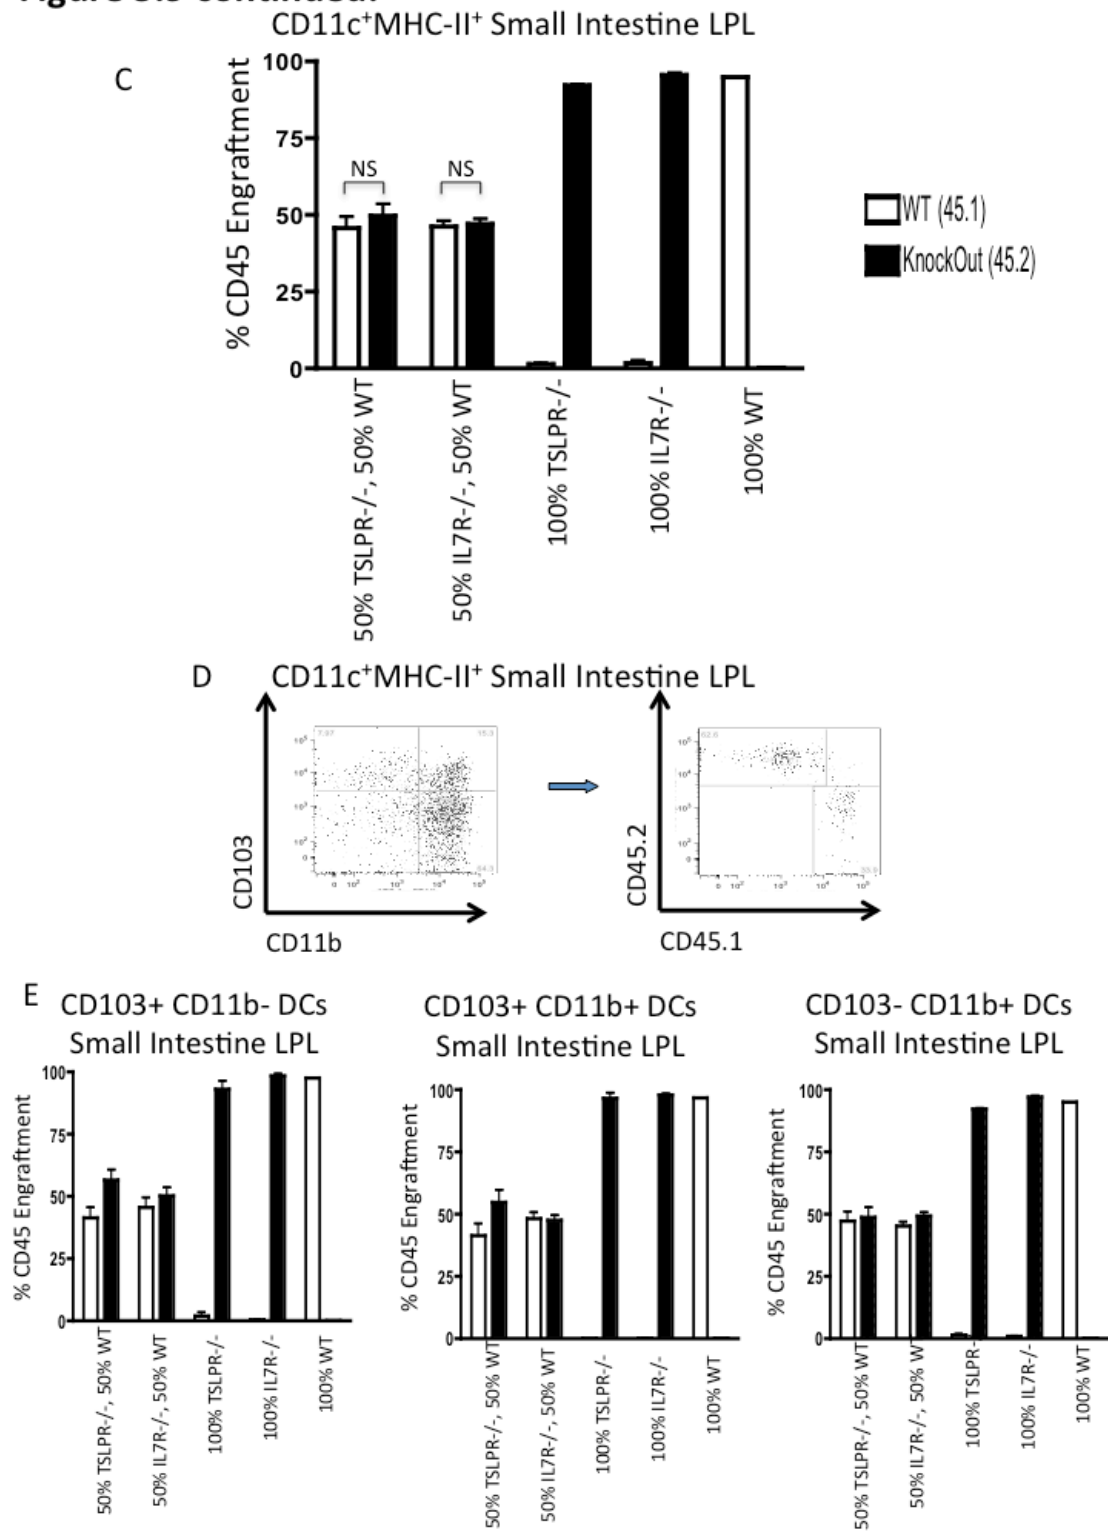 CD11c⁺MHC-II⁺ Small Intestine LPL
C
% CD45 Engraftment
100
75
50
25
0
NS
NS
WT (45.1)
KnockOut (45.2)
50% TSLPR-/-, 50% WT
50% IL7R-/-, 50% WT
100% TSLPR-/-
100% IL7R-/-
100% WT
D
CD11c⁺MHC-II⁺ Small Intestine LPL
CD103
CD11b
CD45.2
CD45.1
E
CD103+ CD11b- DCs
Small Intestine LPL
% CD45 Engraftment
100
75
50
25
0
50% TSLPR-/-, 50% WT
50% IL7R-/-, 50% WT
100% TSLPR-/-
100% IL7R-/-
100% WT
CD103+ CD11b+ DCs
Small Intestine LPL
% CD45 Engraftment
100
75
50
25
0
50% TSLPR-/-, 50% WT
50% IL7R-/-, 50% WT
100% TSLPR-/-
100% IL7R-/-
100% WT
CD103- CD11b+ DCs
Small Intestine LPL
% CD45 Engraftment
100
75
50
25
0
50% TSLPR-/-, 50% WT
50% IL7R-/-, 50% WT
100% TSLPR-
100% IL7R-/-
100% WT